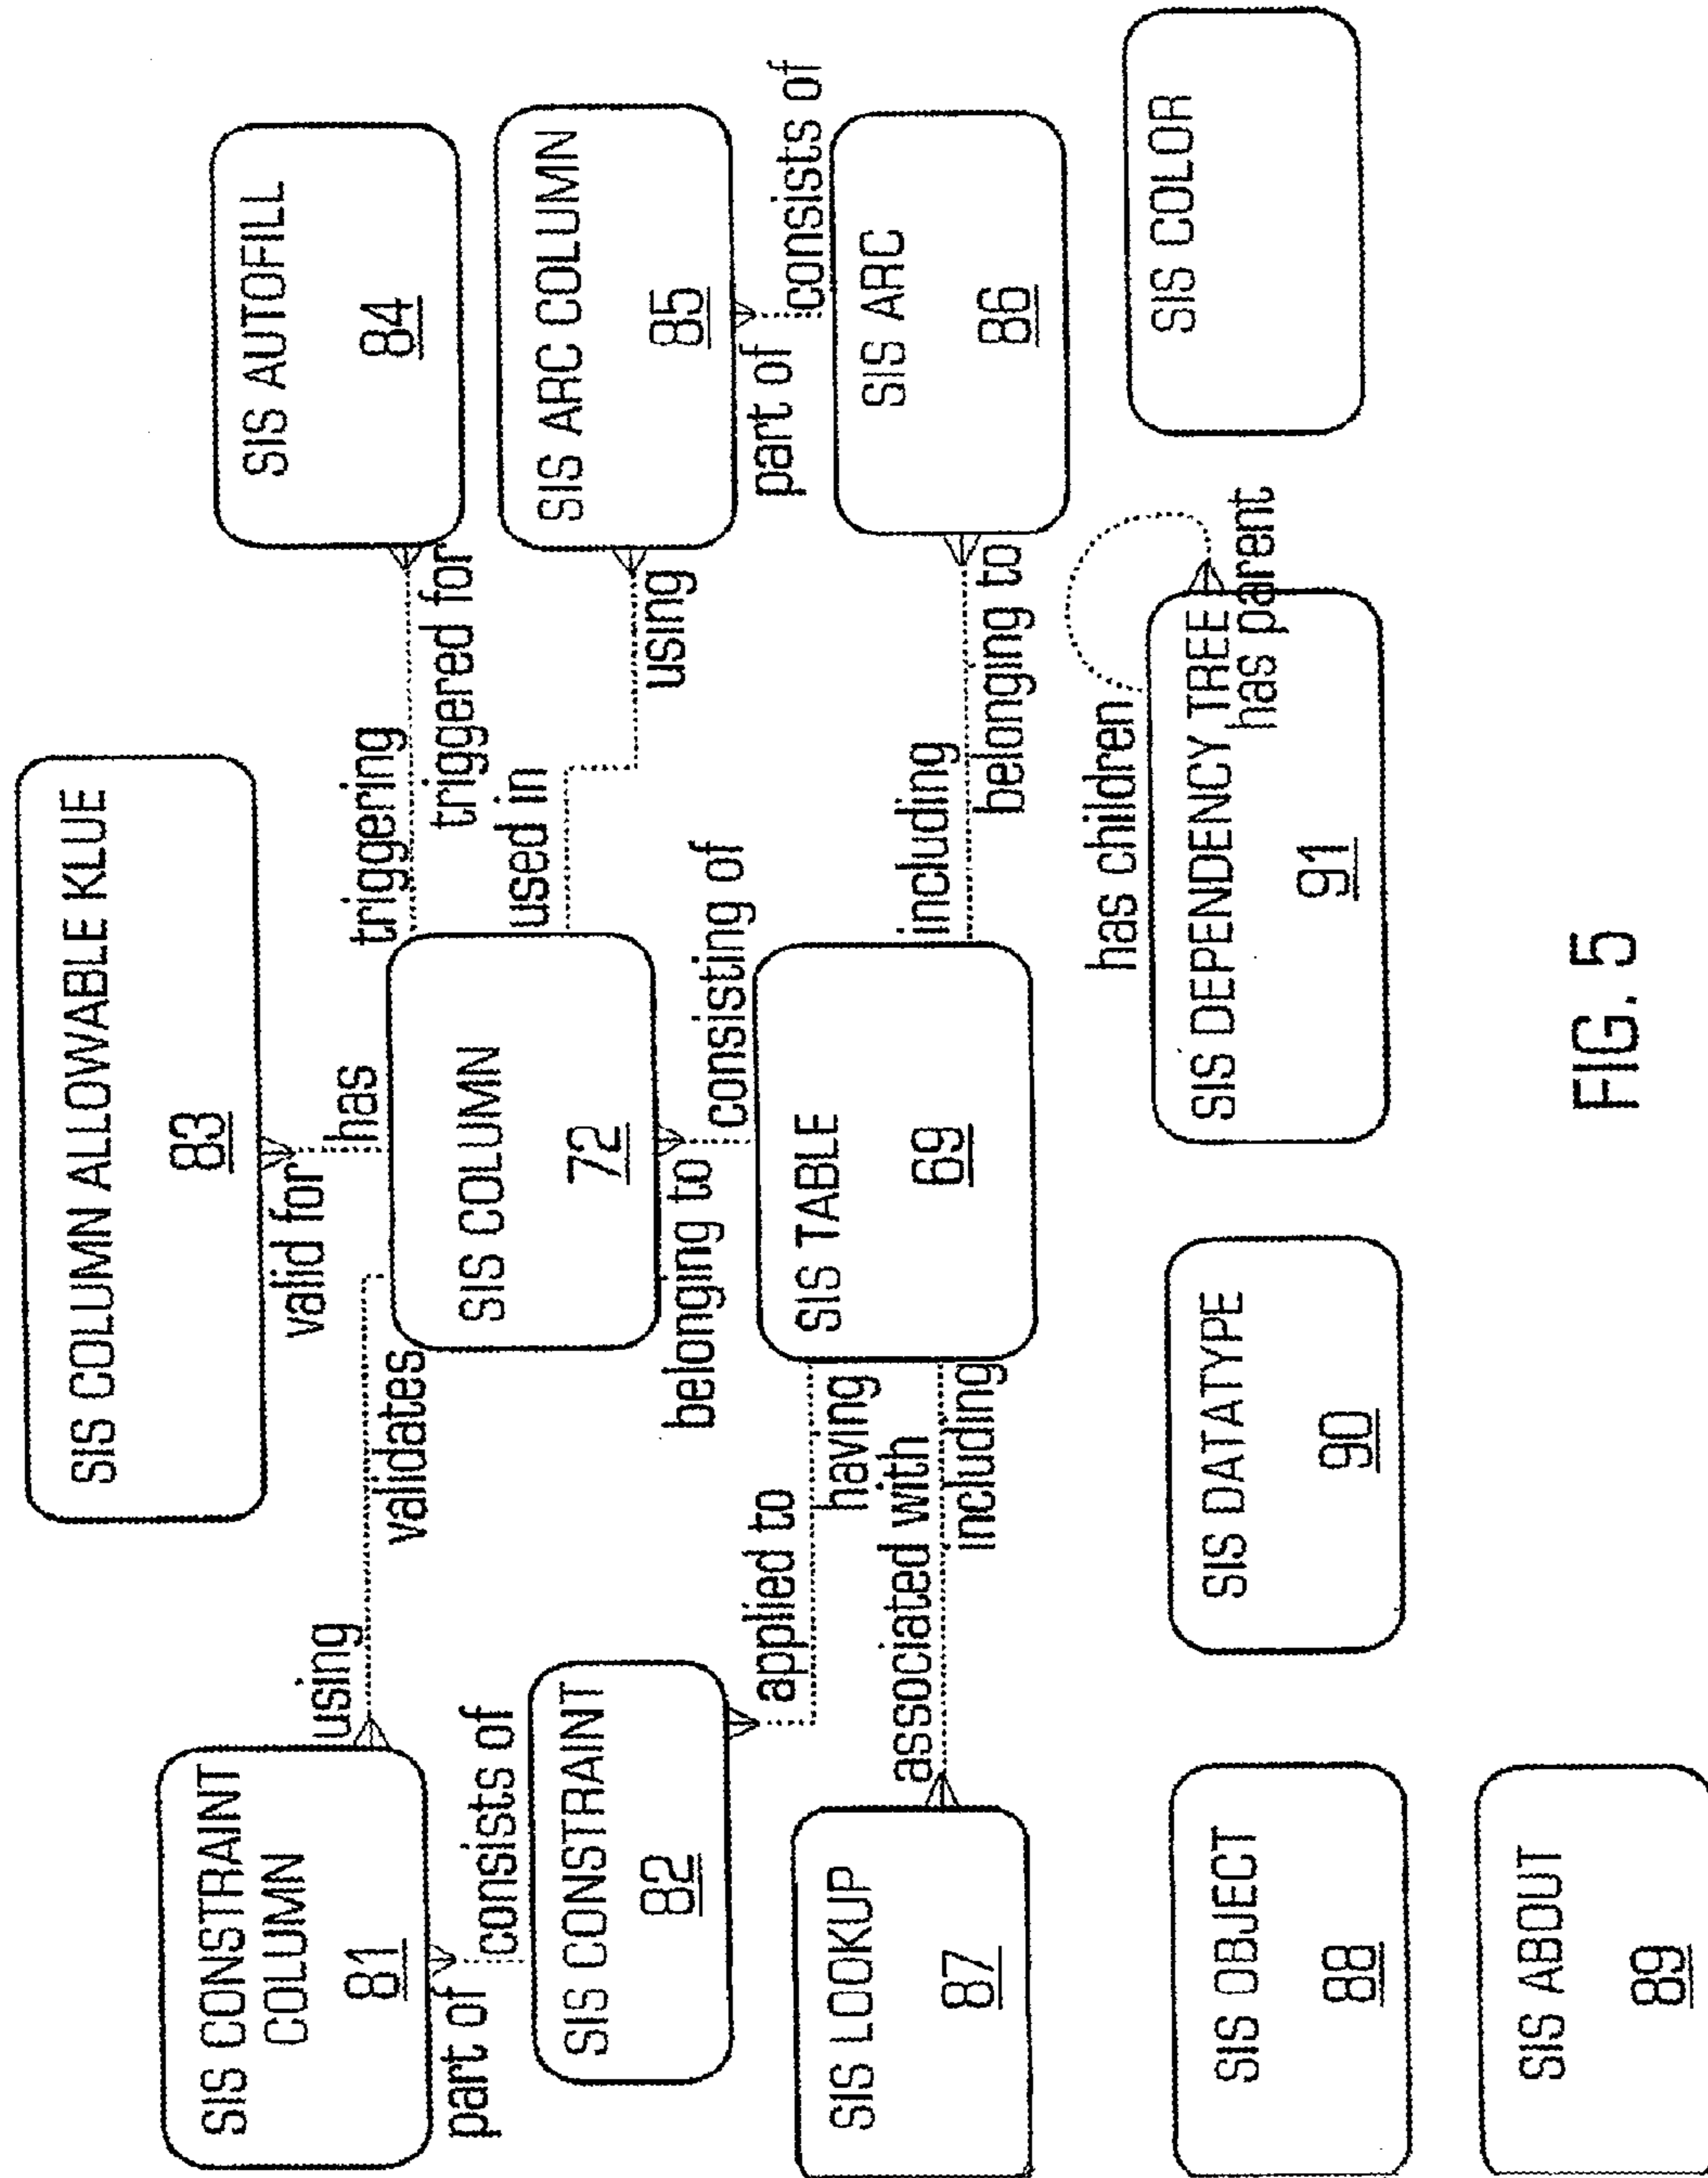 SIS COLUMN ALLOWABLE KLUE
83
SIS CONSTRAINT
COLUMN
81
using
validates
valid for
has
triggering
triggered for
SIS AUTOFILL
84
part of
consists of
SIS COLUMN
72
used in
using
SIS ARC COLUMN
85
SIS CONSTRAINT
82
belonging to
consisting of
part of
consists of
applied to
having
SIS TABLE
69
including
belonging to
SIS ARC
86
associated with
including
SIS LOOKUP
87
has children
SIS DEPENDENCY TREE
has parent
91
SIS COLOR
SIS OBJECT
88
SIS DATATYPE
90
SIS ABOUT
89
FIG. 5